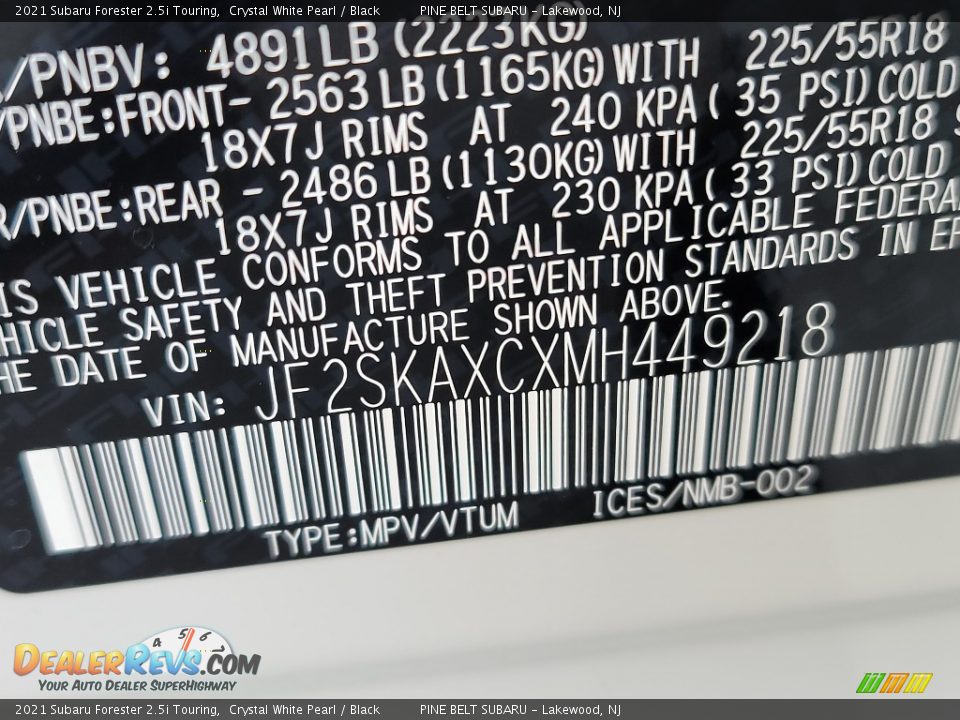 2021 Subaru Forester 2.5i Touring, Crystal White Pearl / Black PINE BELT SUBARU - Lakewood, NJ
/PNBV: 4891LB (2223KG)
/PNBE:FRONT- 2563 LB (1165KG) WITH 225/55R18
18X7J RIMS AT 240 KPA ( 35 PSI) COLD
/PNBE:REAR - 2486 LB (1130KG) WITH 225/55R18
18X7J RIMS AT 230 KPA ( 33 PSI) COLD
IS VEHICLE CONFORMS TO ALL APPLICABLE FEDERA
HICLE SAFETY AND THEFT PREVENTION STANDARDS IN EF
HE DATE OF MANUFACTURE SHOWN ABOVE.
VIN: JF2SKAXCXMH449218
TYPE:MPV/VTUM ICES/NMB-002
4 5 6
DEALERREVS.COM
YOUR AUTO DEALER SUPERHIGHWAY
2021 Subaru Forester 2.5i Touring, Crystal White Pearl / Black PINE BELT SUBARU - Lakewood, NJ